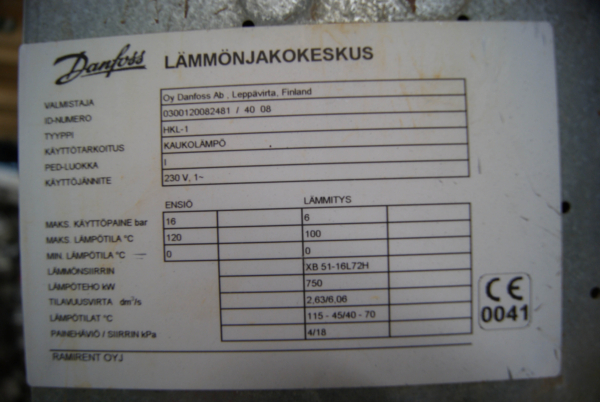 Danfoss LÄMMÖNJAKOKESKUS
VALMISTAJA Oy Danfoss Ab , Leppävirta, Finland
ID-NUMERO 0300120082481 / 40 08
TYYPPI HKL-1
KÄYTTÖTARKOITUS KAUKOLÄMPÖ
PED-LUOKKA I
KÄYTTÖJÄNNITE 230 V, 1~
ENSIÖ LÄMMITYS
MAKS. KÄYTTÖPAINE bar 16 6
MAKS. LÄMPÖTILA °C 120 100
MIN. LÄMPÖTILA °C 0 0
LÄMMÖNSIIRRIN XB 51-16L72H
LÄMPÖTEHO kW 750
TILAVUUSVIRTA dm³/s 2,63/6,06
LÄMPÖTILAT °C 115 - 45/40 - 70
PAINEHÄVIÖ / SIIRRIN kPa 4/18
CE
0041
RAMIRENT OYJ